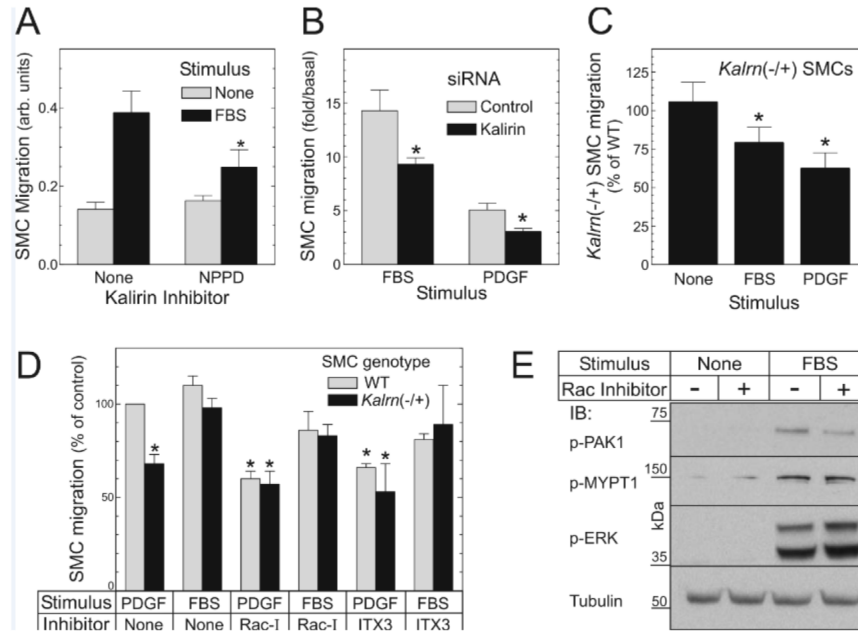 A
SMC Migration (arb. units)
0.4
0.2
0.0
Stimulus
None
FBS
*
None
NPPD
Kalirin Inhibitor
B
SMC migration (fold/basal)
15
10
5
0
siRNA
Control
Kalirin
*
*
FBS
PDGF
Stimulus
C
Kalrn(-/+) SMC migration
(% of WT)
125
100
75
50
25
0
Kalrn(-/+) SMCs
*
*
None
FBS
PDGF
Stimulus
D
SMC migration (% of control)
100
50
0
SMC genotype
WT
Kalrn(-/+)
*
* *
* *
Stimulus PDGF FBS PDGF FBS PDGF FBS
Inhibitor None None Rac-I Rac-I ITX3 ITX3
E
Stimulus None FBS
Rac Inhibitor - + - +
IB:
75
p-PAK1
150
p-MYPT1
kDa
p-ERK
35
Tubulin
50